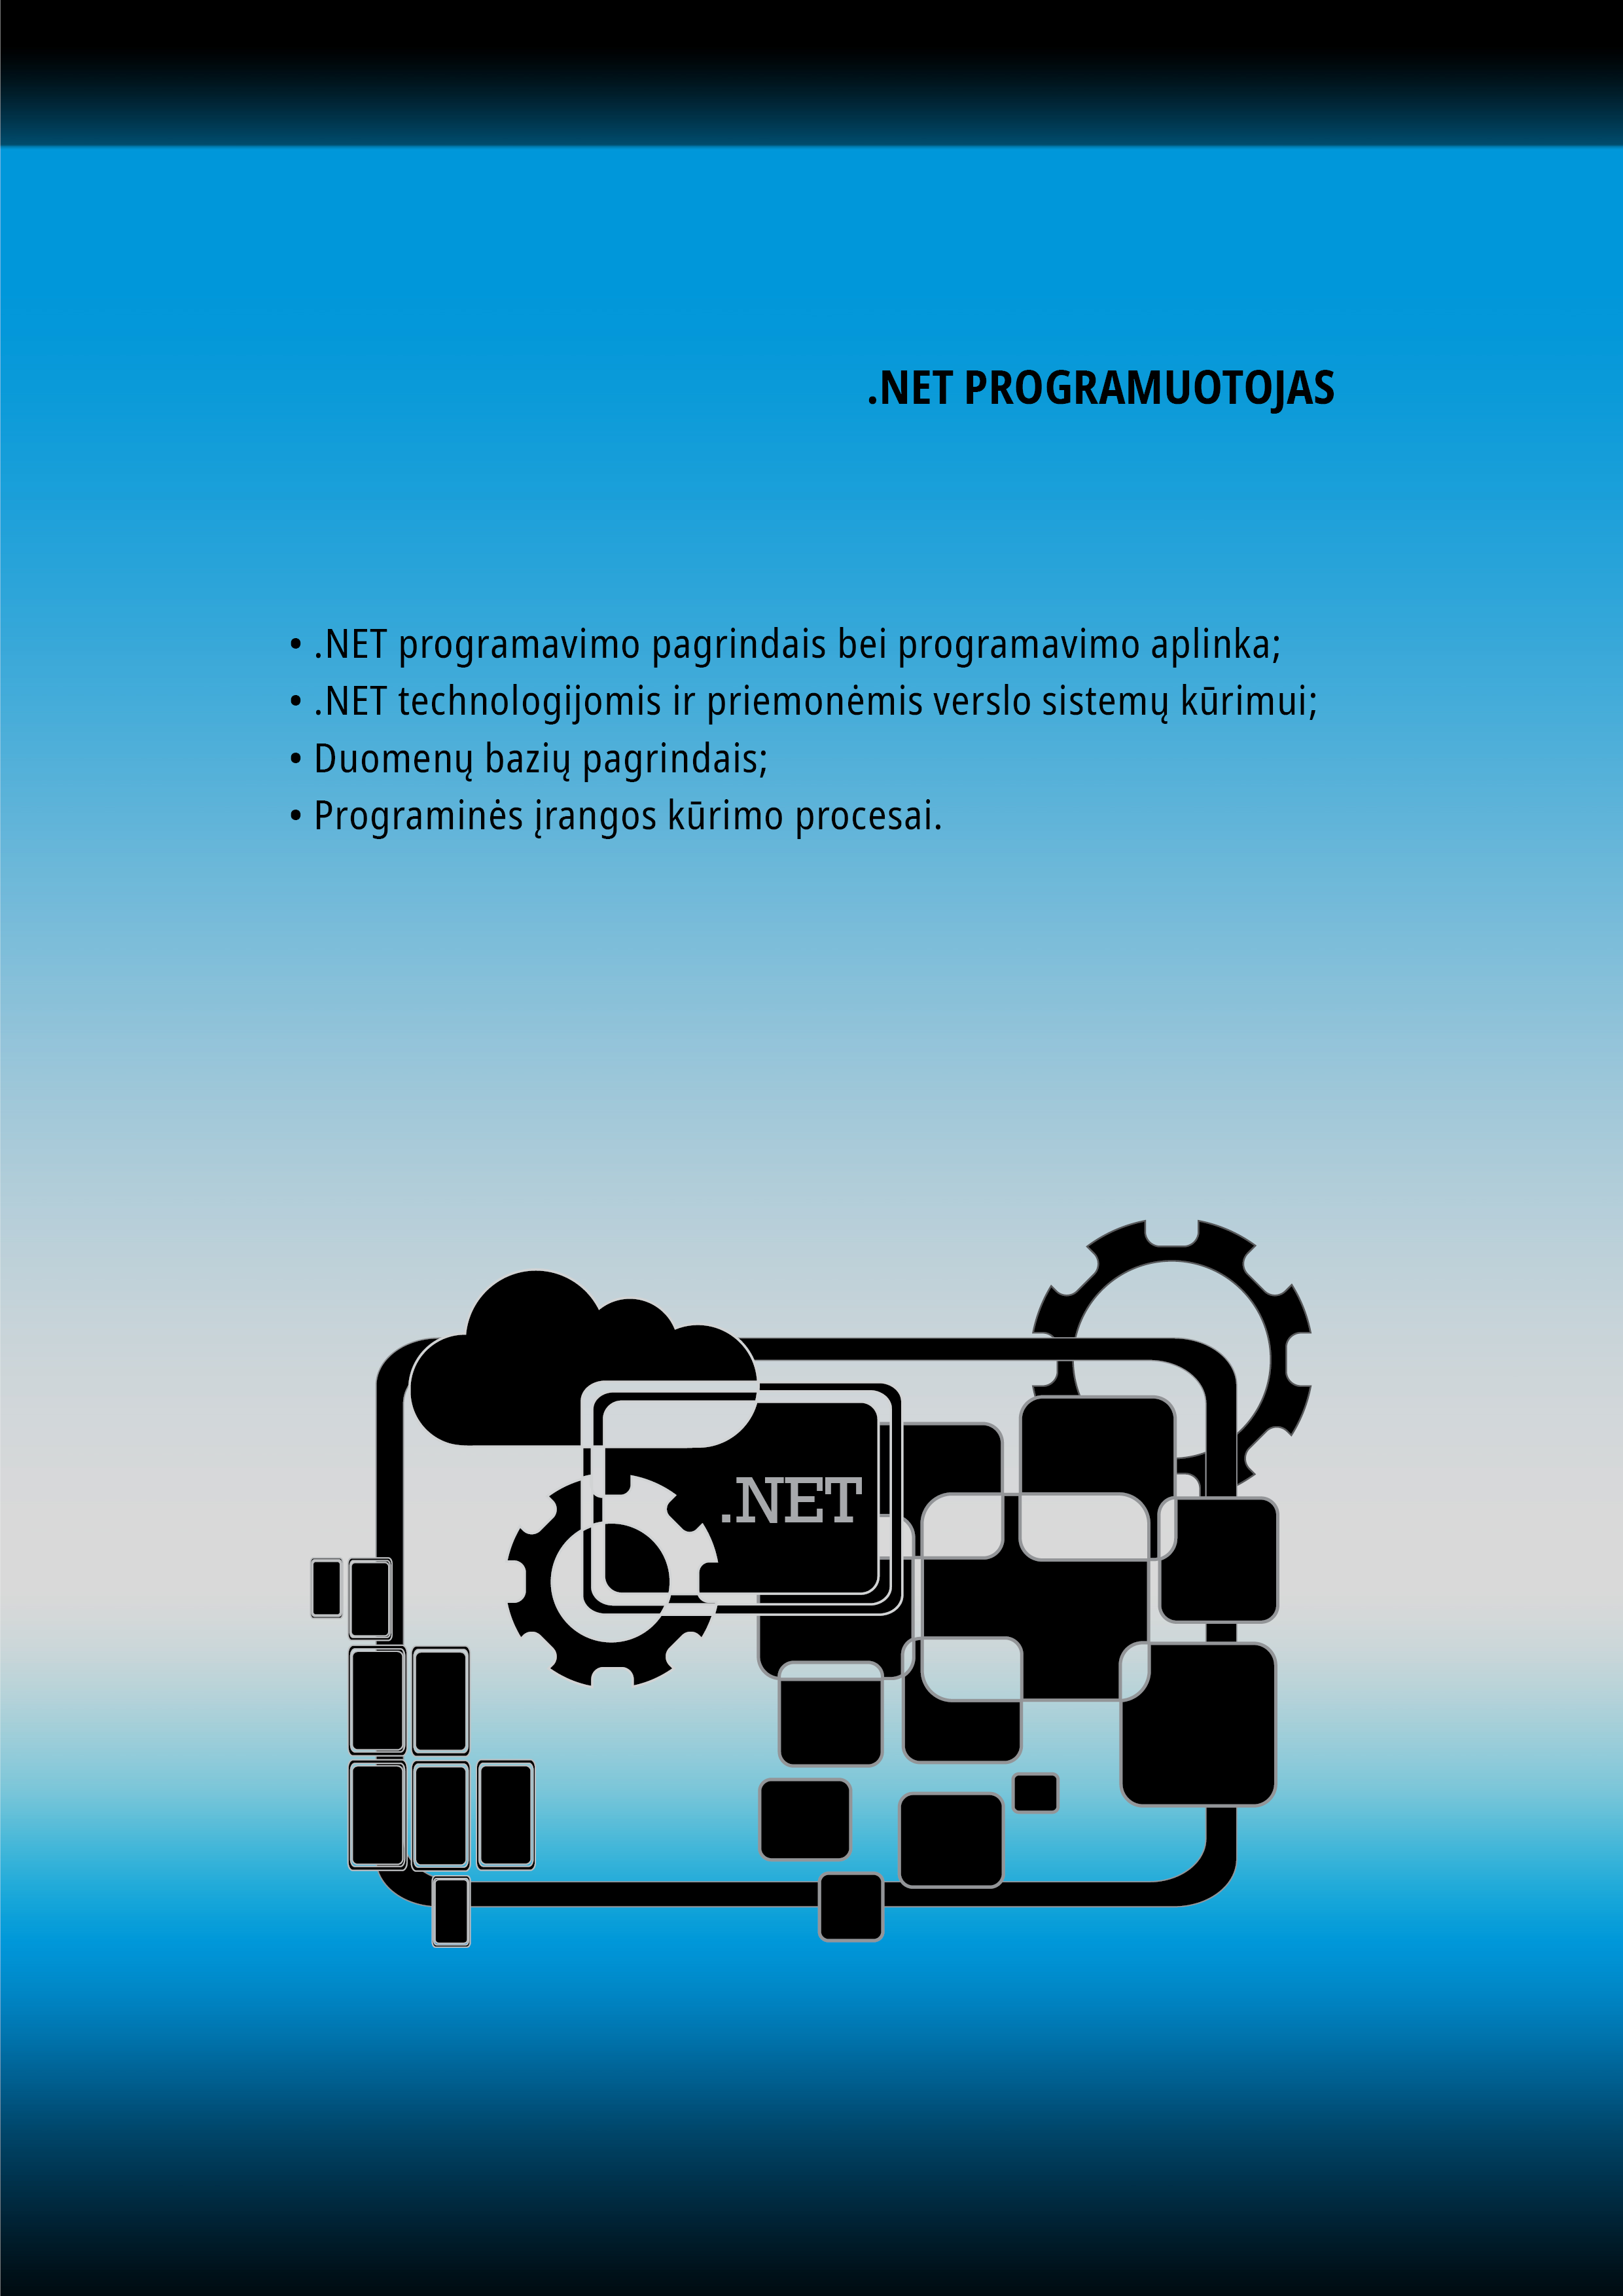 .NET PROGRAMUOTOJAS
• .NET programavimo pagrindais bei programavimo aplinka;
• .NET technologijomis ir priemonėmis verslo sistemų kūrimui;
• Duomenų bazių pagrindais;
• Programinės įrangos kūrimo procesai.
.NET